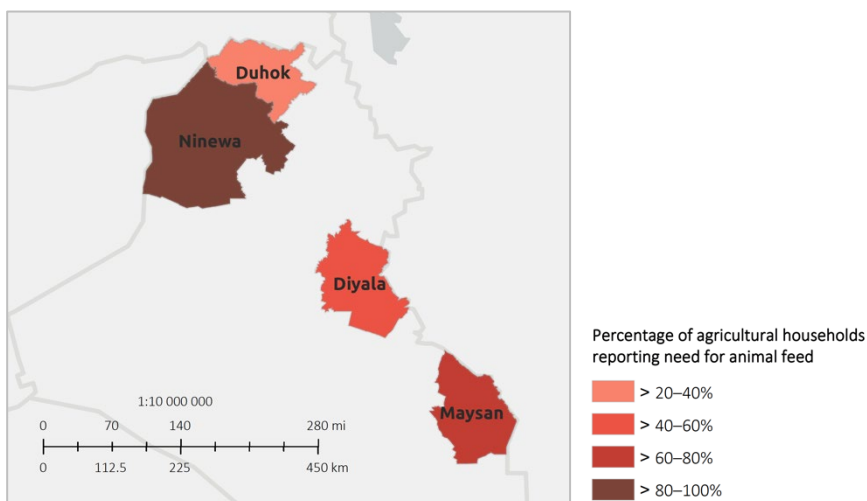 Duhok
Ninewa
Diyala
Maysan
1:10 000 000
0 70 140 280 mi
0 112.5 225 450 km
Percentage of agricultural households
reporting need for animal feed
> 20–40%
> 40–60%
> 60–80%
> 80–100%